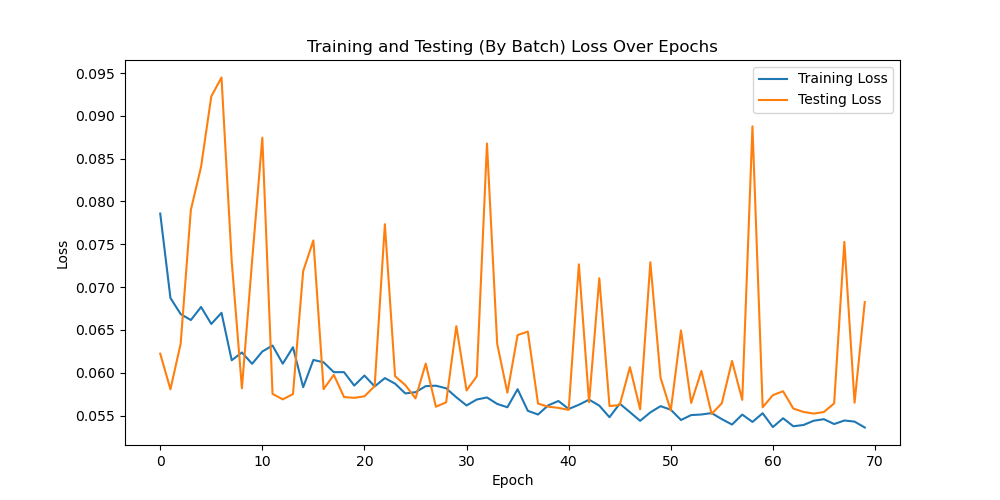 Training and Testing (By Batch) Loss Over Epochs
Training Loss
Testing Loss
0.095
0.090
0.085
0.080
0.075
0.070
0.065
0.060
0.055
Loss
0 10 20 30 40 50 60 70
Epoch